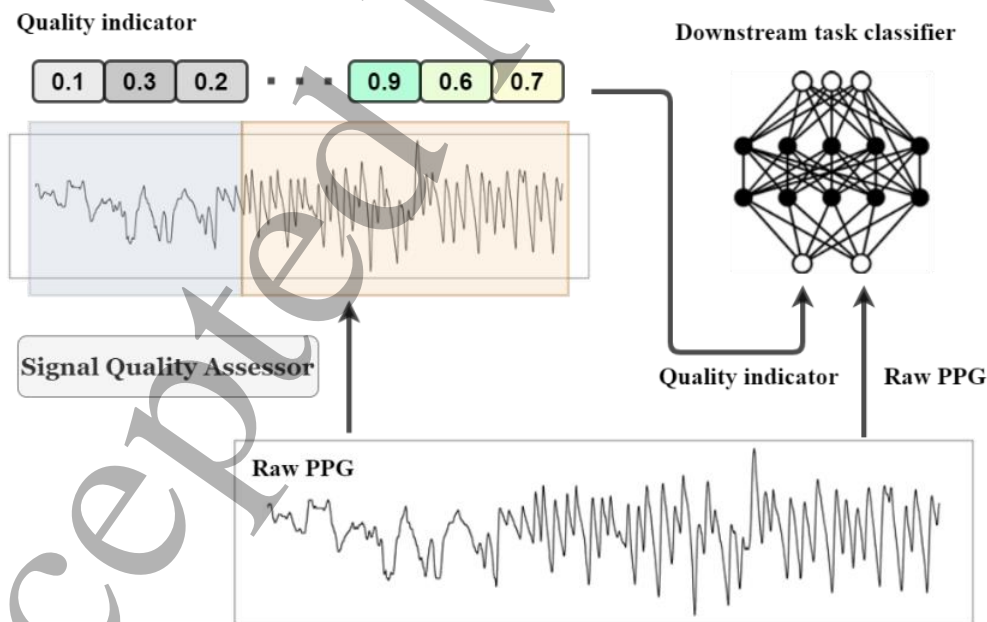 Quality indicator
Downstream task classifier
0.1 0.3 0.2 0.9 0.6 0.7
Signal Quality Assessor
Quality indicator
Raw PPG
Raw PPG